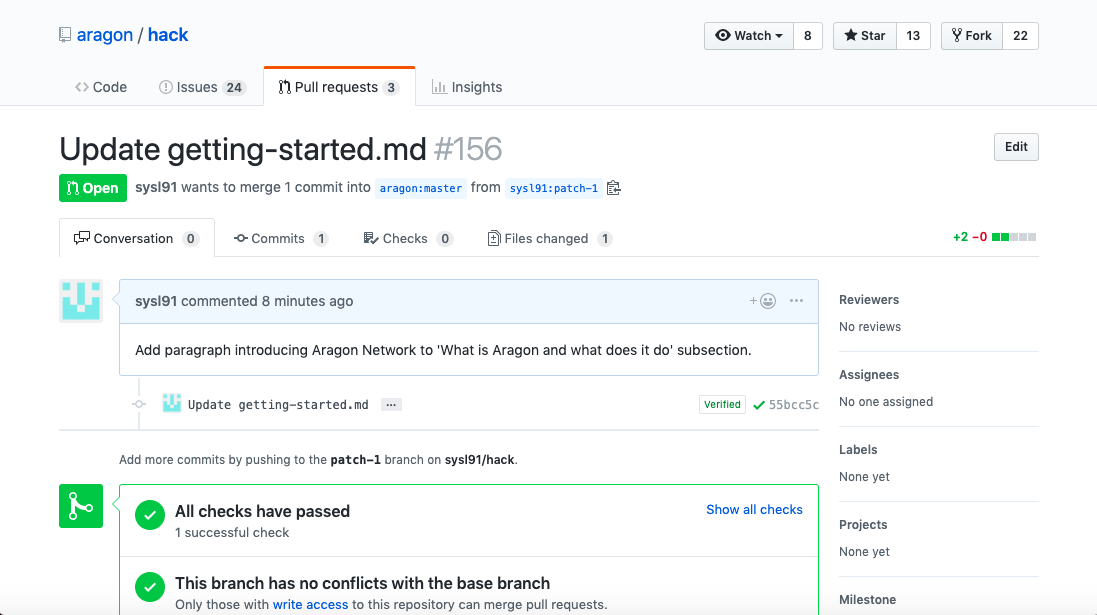 aragon / hack
Watch 8 Star 13 Fork 22
Code Issues 24 Pull requests 3 Insights
Update getting-started.md #156
Edit
Open sysl91 wants to merge 1 commit into aragon:master from sysl91:patch-1
Conversation 0 Commits 1 Checks 0 Files changed 1 +2 −0
sysl91 commented 8 minutes ago
Add paragraph introducing Aragon Network to 'What is Aragon and what does it do' subsection.
Update getting-started.md ... Verified 55bcc5c
Add more commits by pushing to the patch-1 branch on sysl91/hack.
All checks have passed
1 successful check
Show all checks
This branch has no conflicts with the base branch
Only those with write access to this repository can merge pull requests.
Reviewers
No reviews
Assignees
No one assigned
Labels
None yet
Projects
None yet
Milestone